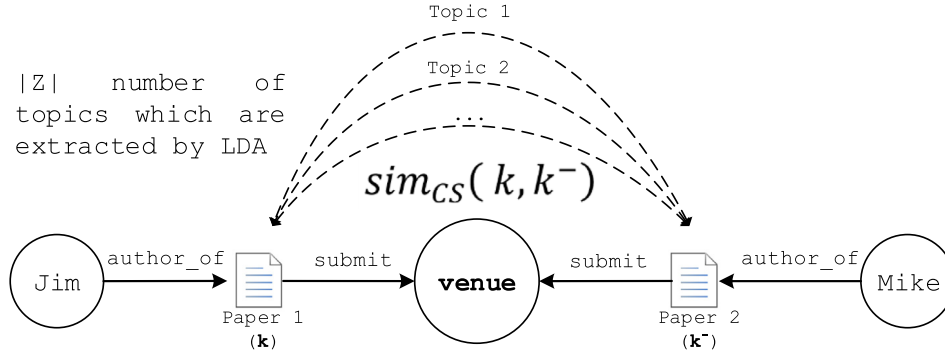 Topic 1
Topic 2
...
|Z| number of
topics which are
extracted by LDA
sim_CS( k, k⁻)
Jim
author_of
submit
venue
submit
author_of
Mike
Paper 1
(k)
Paper 2
(k⁻)